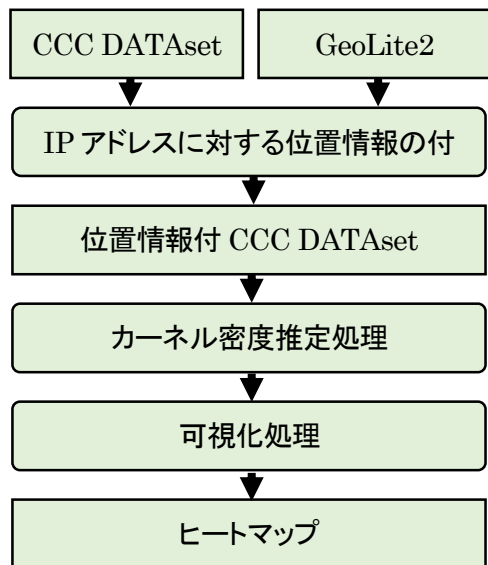 CCC DATAset
GeoLite2
IP アドレスに対する位置情報の付
位置情報付 CCC DATAset
カーネル密度推定処理
可視化処理
ヒートマップ